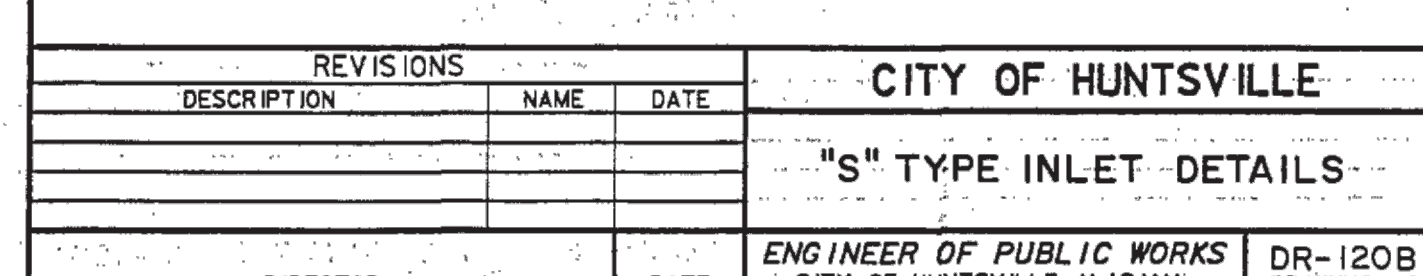 REVISIONS
DESCRIPTION NAME DATE
CITY OF HUNTSVILLE
"S" TYPE INLET DETAILS
ENGINEER OF PUBLIC WORKS
DR-120B